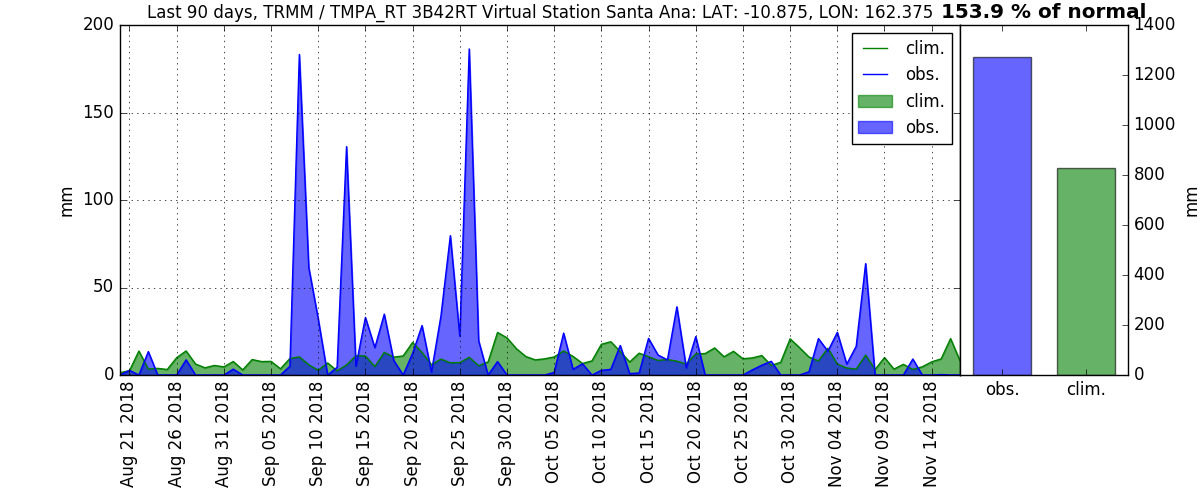 Last 90 days, TRMM / TMPA_RT 3B42RT Virtual Station Santa Ana: LAT: -10.875, LON: 162.375 153.9 % of normal
200
150
100
50
0
mm
clim.
obs.
clim.
obs.
1400
1200
1000
800
600
400
200
0
mm
Aug 21 2018
Aug 26 2018
Aug 31 2018
Sep 05 2018
Sep 10 2018
Sep 15 2018
Sep 20 2018
Sep 25 2018
Sep 30 2018
Oct 05 2018
Oct 10 2018
Oct 15 2018
Oct 20 2018
Oct 25 2018
Oct 30 2018
Nov 04 2018
Nov 09 2018
Nov 14 2018
obs.
clim.